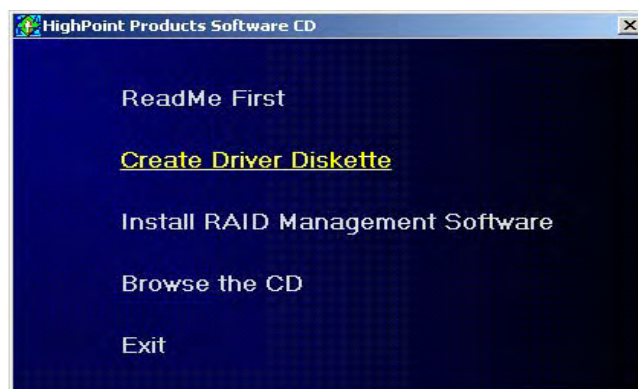 HighPoint Products Software CD
ReadMe First
Create Driver Diskette
Install RAID Management Software
Browse the CD
Exit